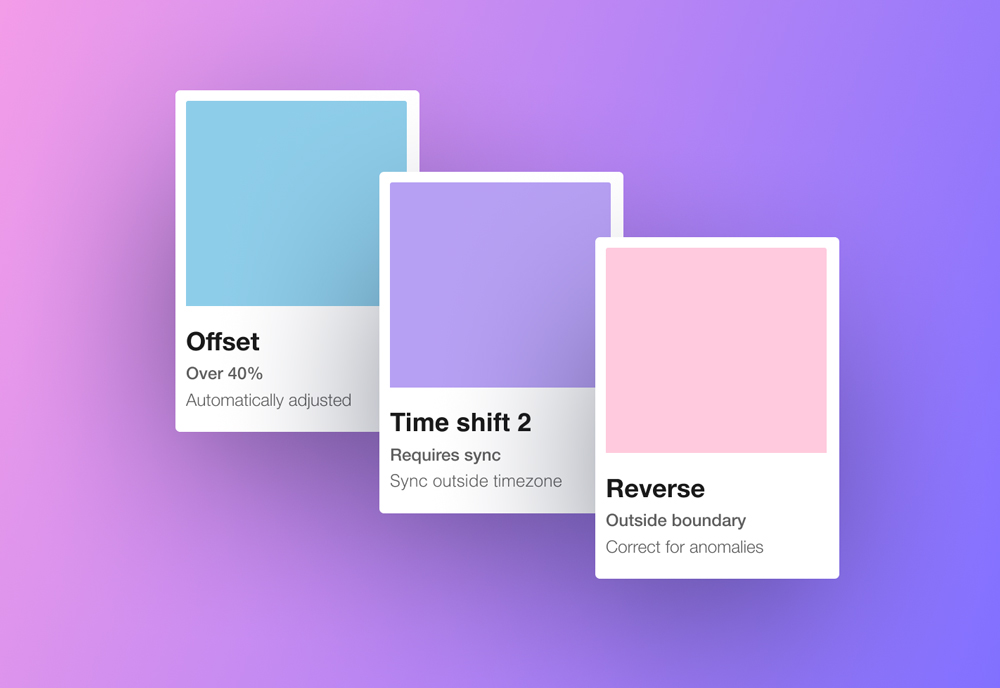 Offset
Over 40%
Automatically adjusted
Time shift 2
Requires sync
Sync outside timezone
Reverse
Outside boundary
Correct for anomalies